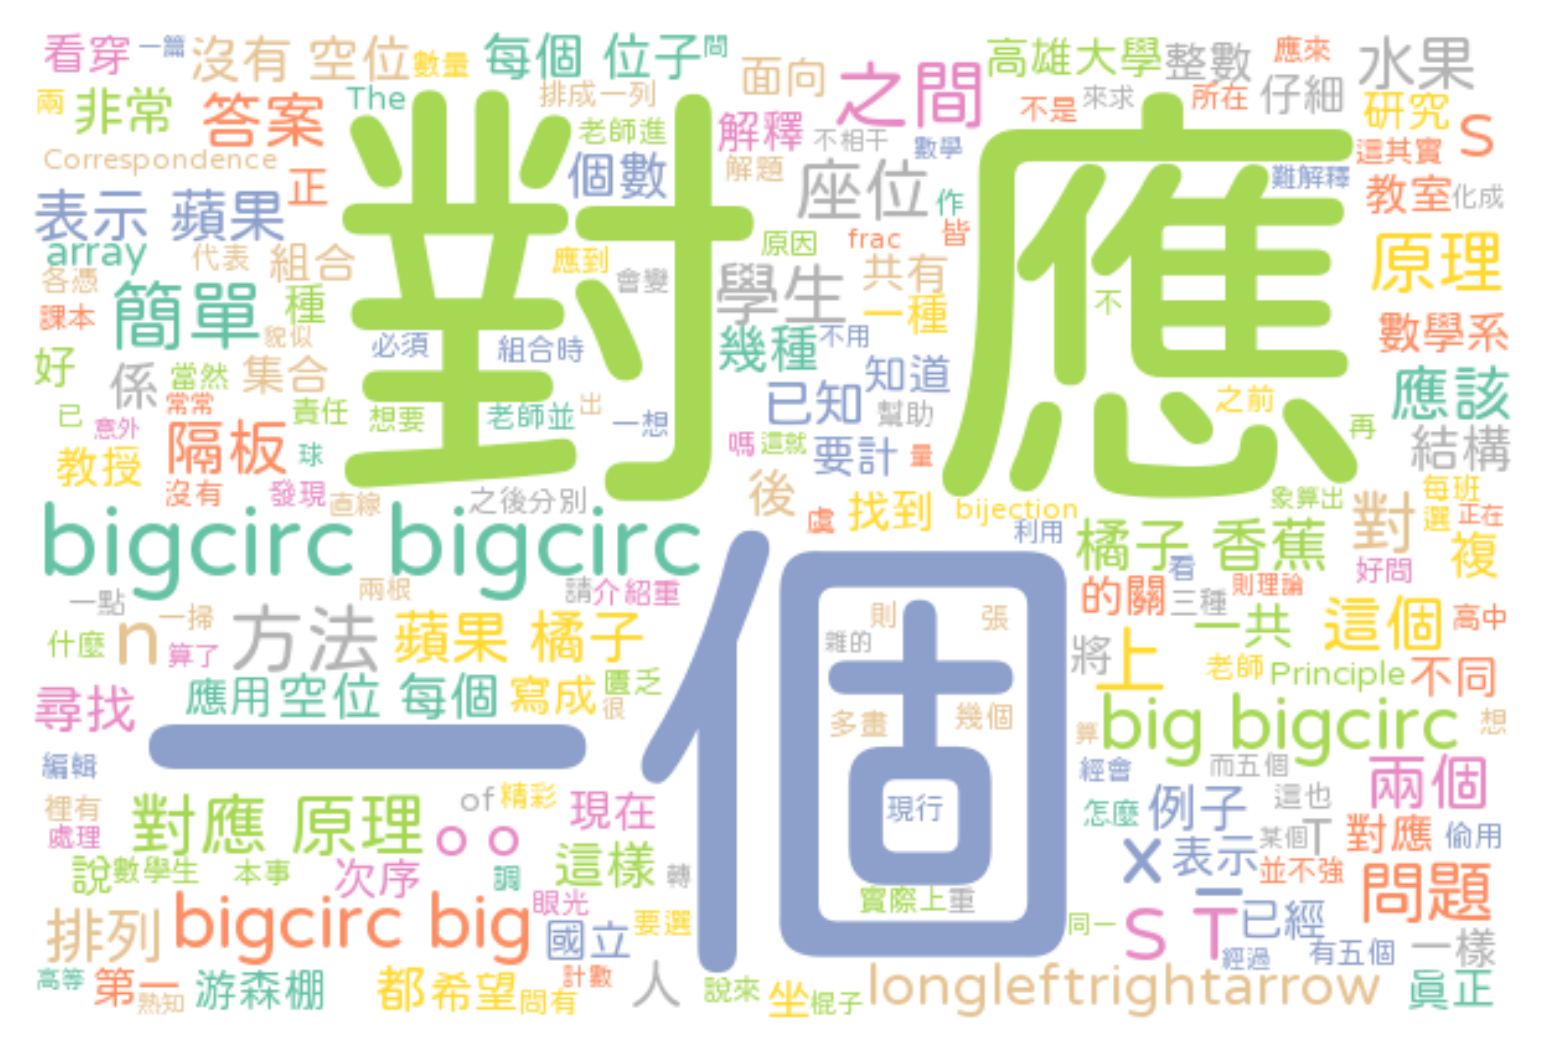 看穿 一篇 沒有 空位 數量 每個 位子 間 面向 之間 高雄大學 整數 應來 水果
兩 非常 答案 The 排成一列 老師進 解釋 不相干 數學 不是 來求 所在 仔細 研究 S
Correspondence 正 個數 解題 座位 作 難解釋 這其實 教室 化成
對應
表示 蘋果 array 代表 組合 應到 會變 原因 frac 皆 原理
各憑 簡單 種 學生 共有 一種 不
課本 貌似 必須 組合時 幾種 不用 數學系
好 係 當然 集合 已知 知道 幫助 之前 應該
已 意外 常常 責任 想要 老師並 出 一想 嗎 這就 要計 量 再 結構
教授 隔板 球 沒有 發現 直線 之後分別 後 虛 找到 bijection 利用 象算出 對 每班 選 正在
bigcirc bigcirc 橘子 香蕉 複
一個
一點 兩根 請 介紹重 的關 看 三種 則理論 好問
什麼 n 一掃 算了 方法 蘋果 橘子 則 張 雜的 將 上 一共 這個 高中
尋找 應用 空位 每個 寫成 匱乏 很 多畫 幾個 老師 Principle 不同
算 big bigcirc 想
編輯 經會 而五個 兩個
裡有 處理 對應 原理 o o of 精彩 現在 現行 怎麼 例子 這也 某個 T 對應 偷用
說 數學生 本事 次序 調 這樣 轉 x 表示 並不強 問題
排列 bigcirc big 眼光 國立 要選 實際上 重 同一 S T 已經 經過 有五個 一樣
高等 第一 熟知 游森棚 都 希望 問有 計數 人 說來 坐 棍子 longleftrightarrow 真正